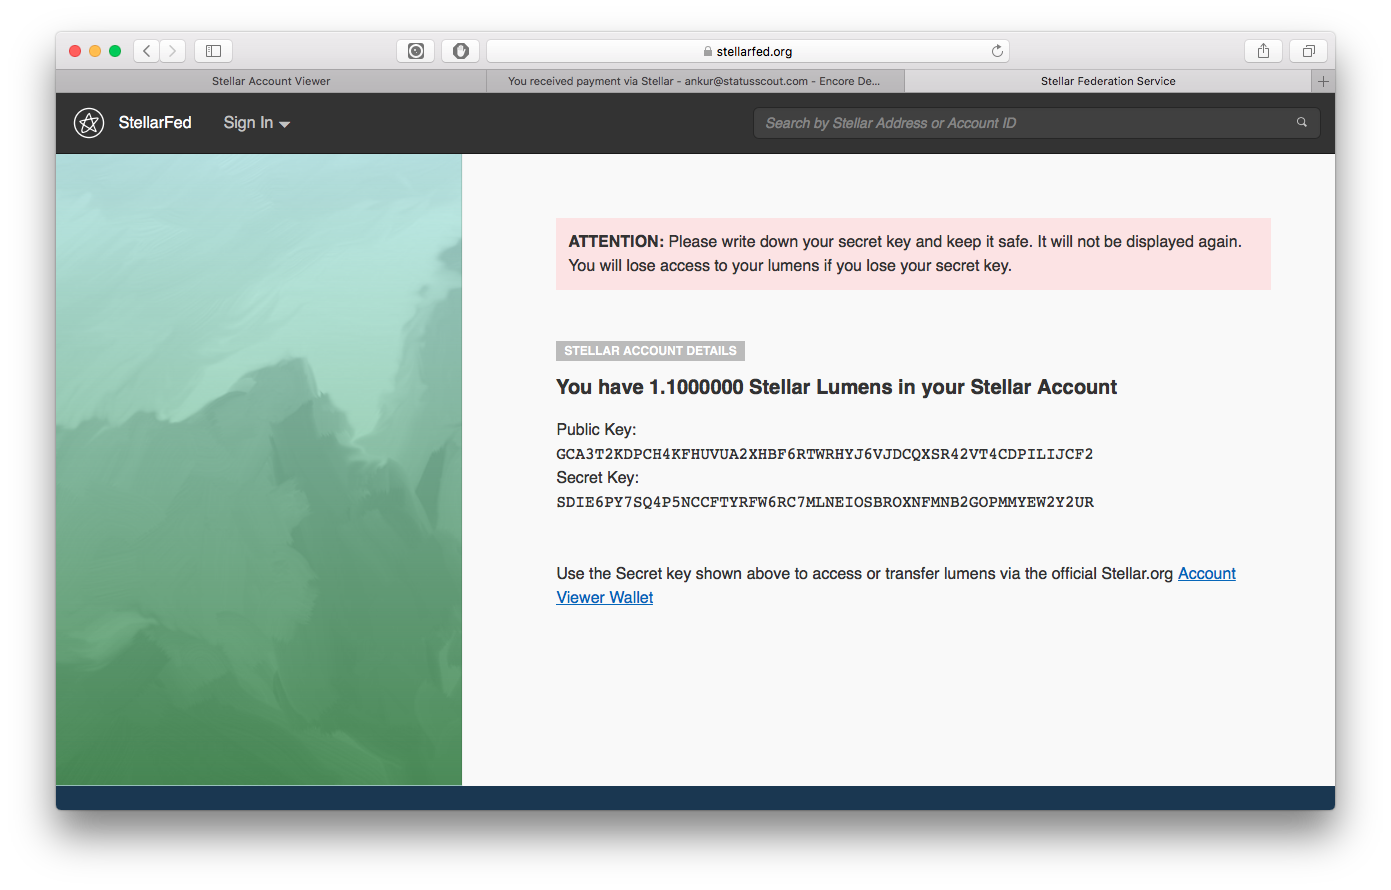 stellarfed.org
Stellar Account Viewer
You received payment via Stellar - ankur@statusscout.com - Encore De...
Stellar Federation Service
StellarFed
Sign In
Search by Stellar Address or Account ID
ATTENTION: Please write down your secret key and keep it safe. It will not be displayed again.
You will lose access to your lumens if you lose your secret key.
STELLAR ACCOUNT DETAILS
You have 1.1000000 Stellar Lumens in your Stellar Account
Public Key:
GCA3T2KDPCH4KFHUVUA2XHBF6RTWRHYJ6VJDCQXSR42VT4CDPILIJCF2
Secret Key:
SDIE6PY7SQ4P5NCCFTYRFW6RC7MLNEIOSBROXNFMNB2GOPMMYEW2Y2UR
Use the Secret key shown above to access or transfer lumens via the official Stellar.org Account
Viewer Wallet